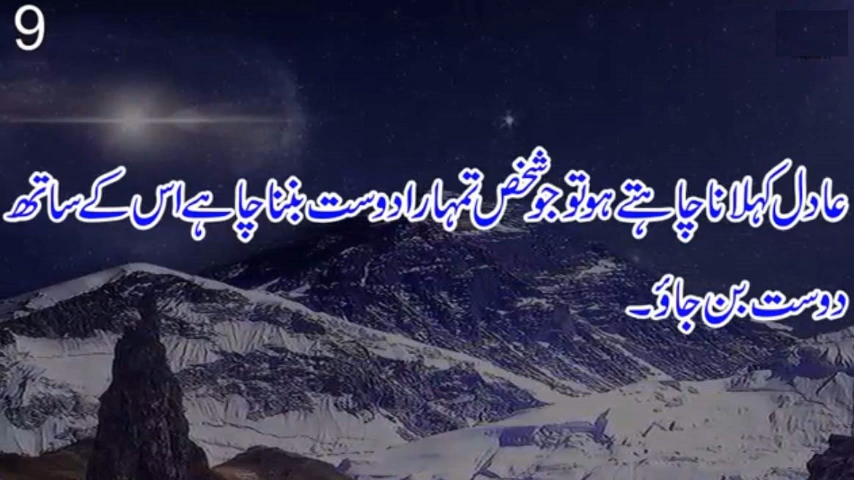 9
عادل کہلانا چاہتے ہو تو جو شخص تمہارا دوست بننا چاہے اس کے ساتھ
دوست بن جاؤ۔